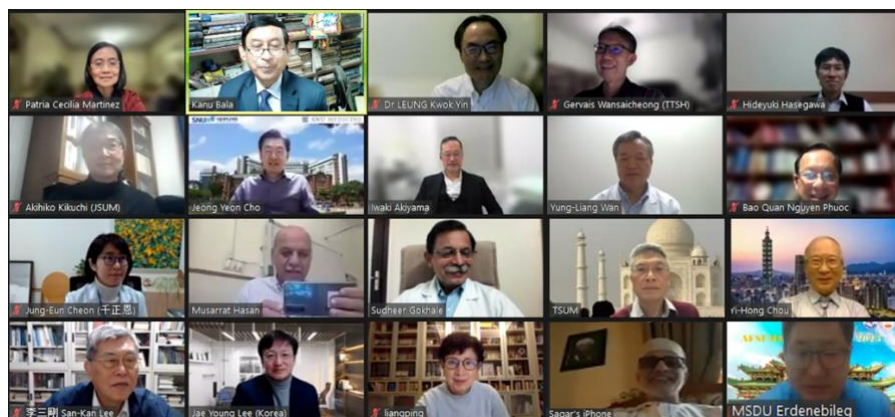 Patria Cecilia Martinez
Kanu Bala
Dr LEUNG Kwok Yin
Gervais Wansaicheong (TTSH)
Hideyuki Hasegawa
Akihiko Kikuchi (JSUM)
SNUH
Jeong Yeon Cho
Iwaki Akiyama
Yung-Liang Wan
Bao Quan Nguyen Phuoc
Jung-Eun Cheon (千正恩)
Musarrat Hasan
Sudheer Gokhale
TSUM
Yi-Hong Chou
李三剛 San-Kan Lee
Jae Young Lee (Korea)
liangping
Sagar's iPhone
MSDU Erdenebileg